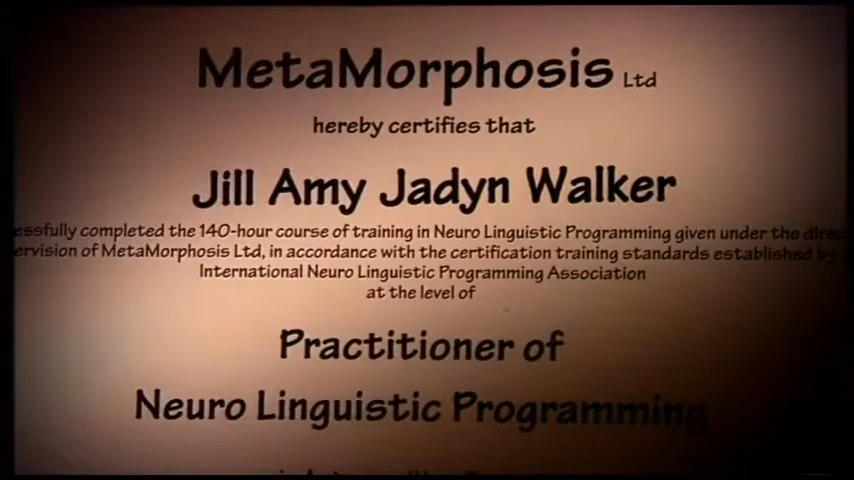 MetaMorphosis Ltd
hereby certifies that
Jill Amy Jadyn Walker
essfully completed the 140-hour course of training in Neuro Linguistic Programming given under the direc
ervision of MetaMorphosis Ltd, in accordance with the certification training standards established by
International Neuro Linguistic Programming Association
at the level of
Practitioner of
Neuro Linguistic Programming